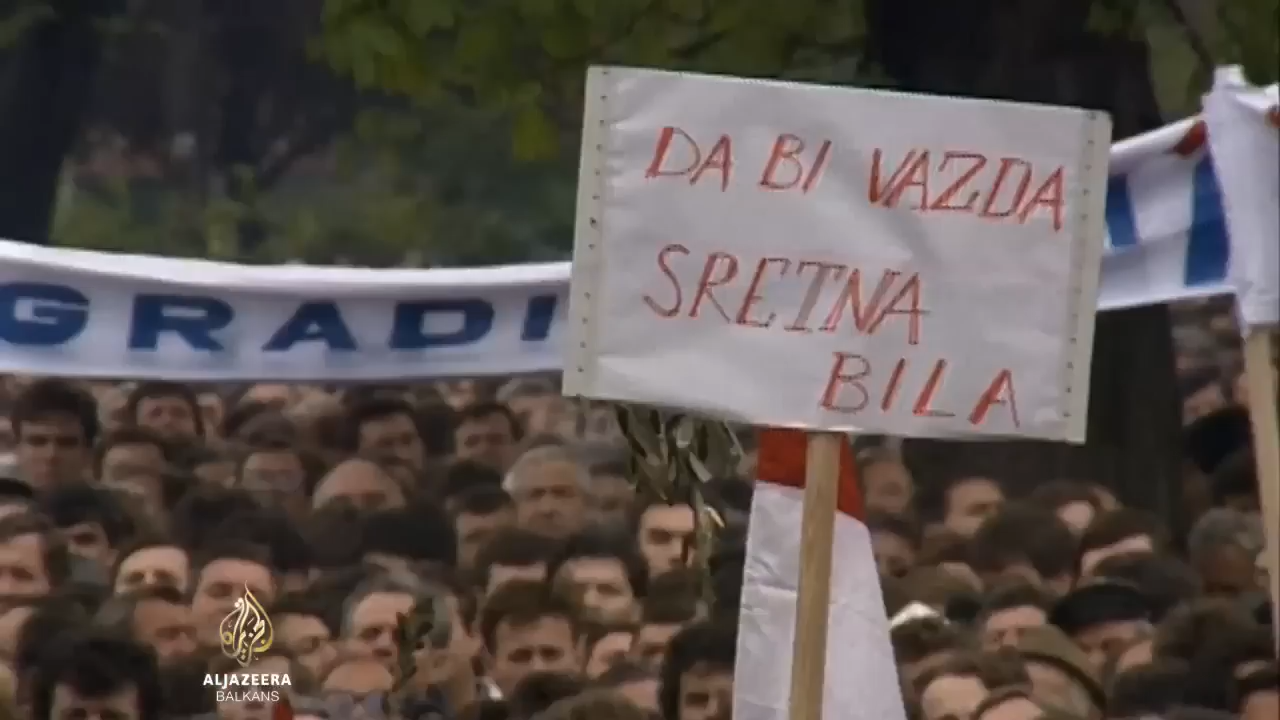 DA BI VAZDA
SRETNA
BILA
GRADI
ALJAZEERA
BALKANS